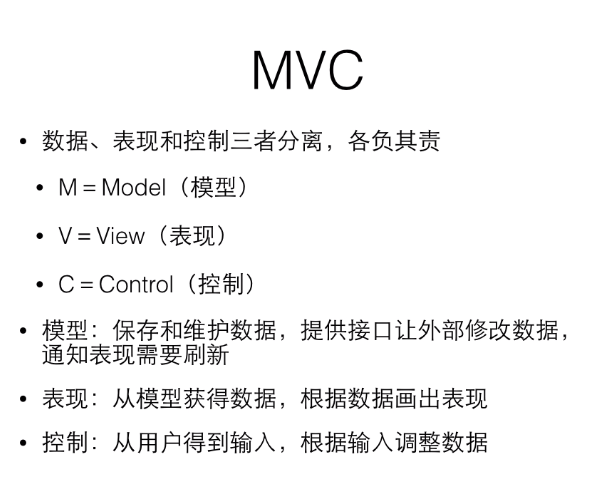 MVC
• 数据、表现和控制三者分离，各负其责
• M = Model（模型）
• V = View（表现）
• C = Control（控制）
• 模型：保存和维护数据，提供接口让外部修改数据，
通知表现需要刷新
• 表现：从模型获得数据，根据数据画出表现
• 控制：从用户得到输入，根据输入调整数据